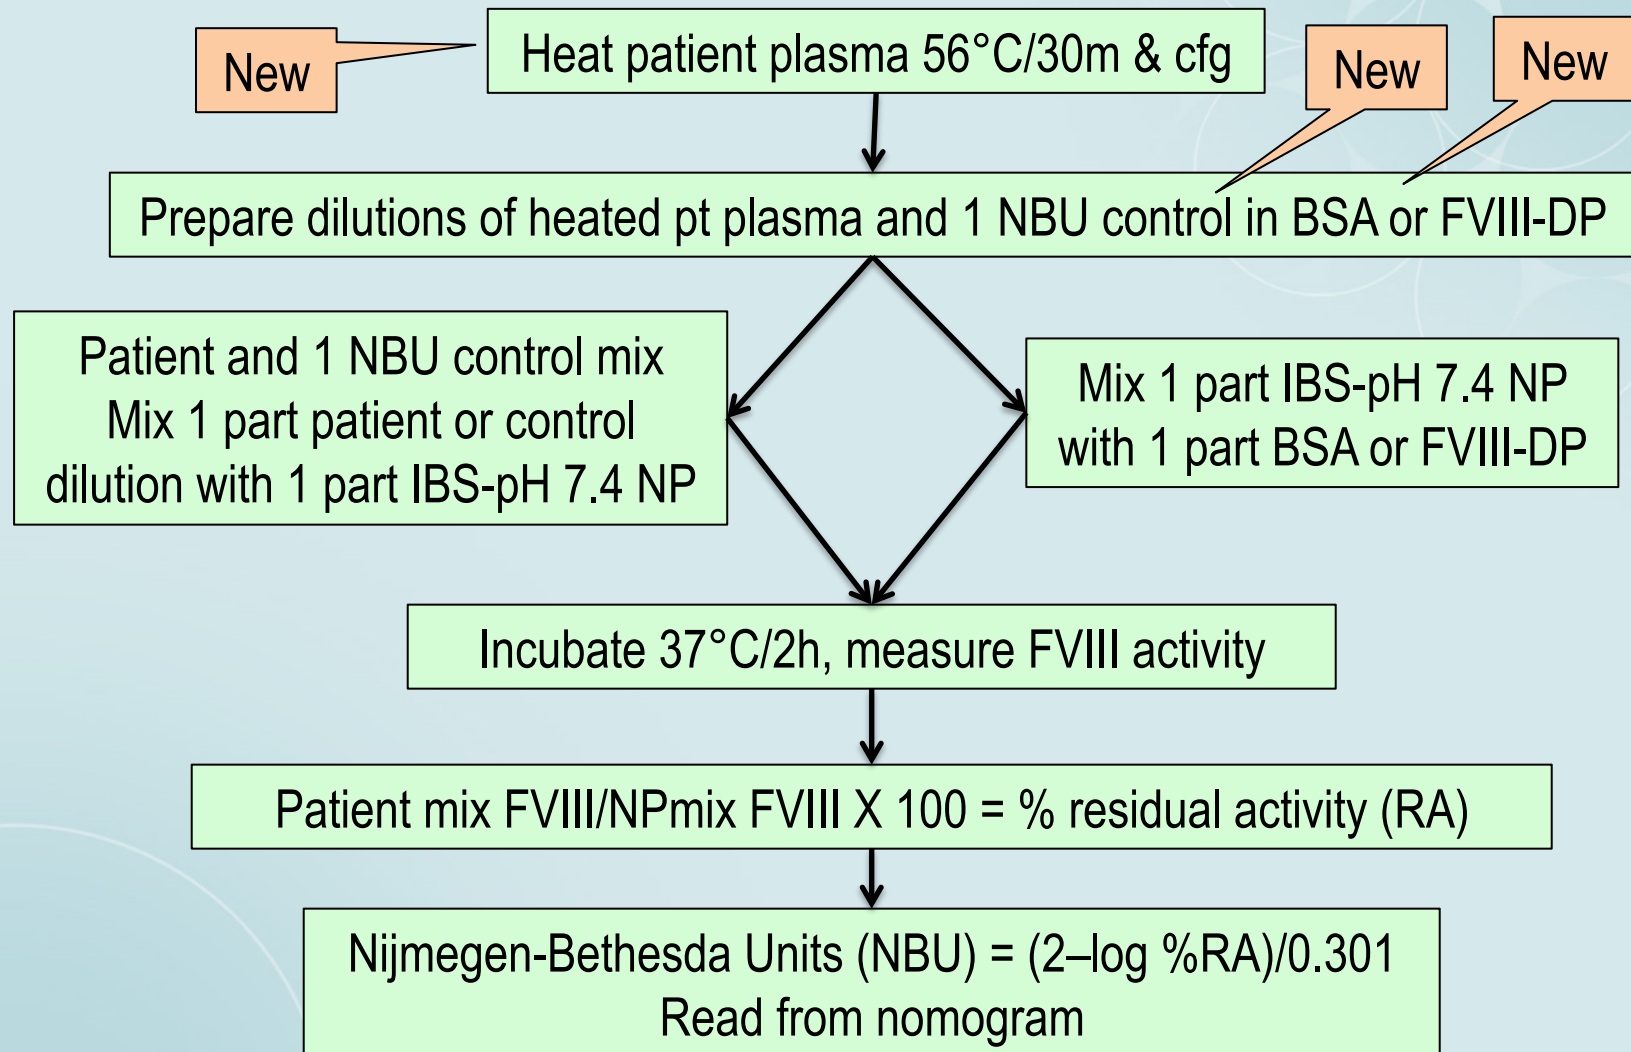 New
Heat patient plasma 56°C/30m & cfg
New
New
Prepare dilutions of heated pt plasma and 1 NBU control in BSA or FVIII-DP
Patient and 1 NBU control mix
Mix 1 part patient or control
dilution with 1 part IBS-pH 7.4 NP
Mix 1 part IBS-pH 7.4 NP
with 1 part BSA or FVIII-DP
Incubate 37°C/2h, measure FVIII activity
Patient mix FVIII/NPmix FVIII X 100 = % residual activity (RA)
Nijmegen-Bethesda Units (NBU) = (2–log %RA)/0.301
Read from nomogram